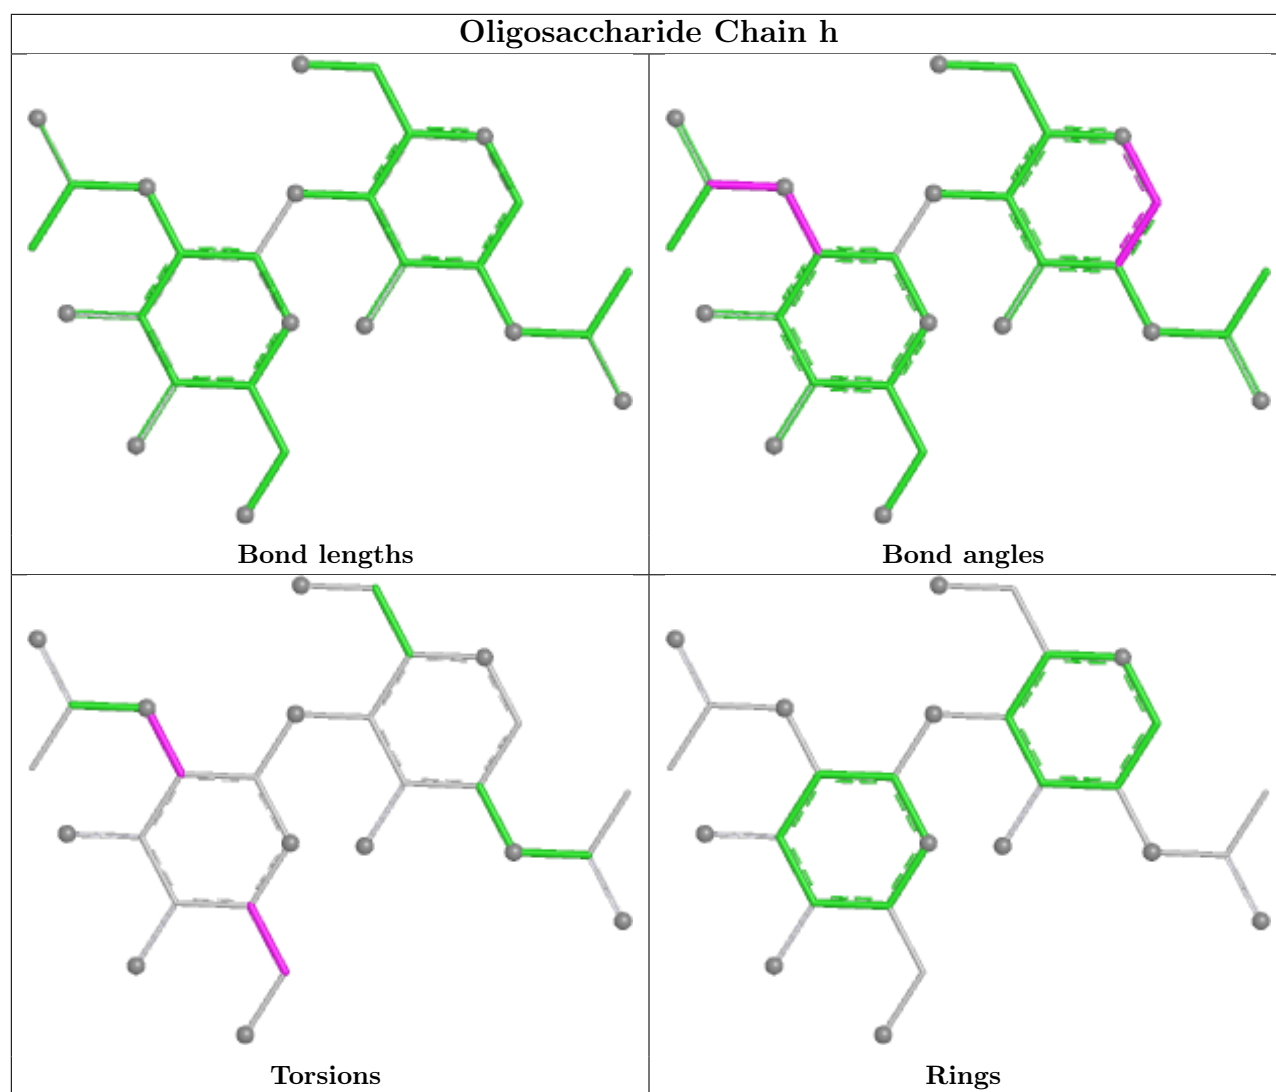 Oligosaccharide Chain h
Bond lengths
Bond angles
Torsions
Rings